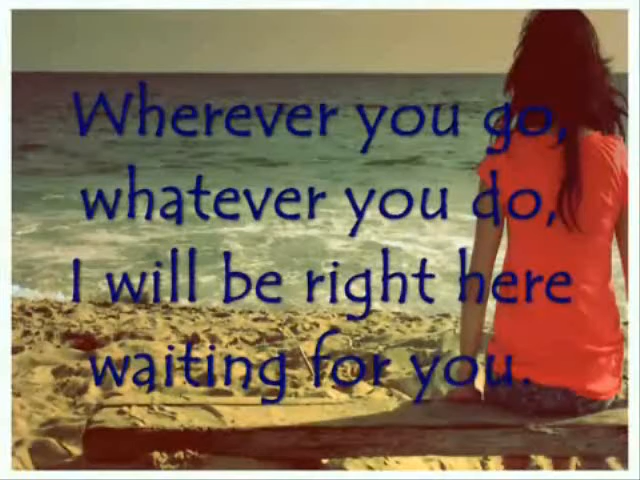 Wherever you go,
whatever you do,
I will be right here
waiting for you.